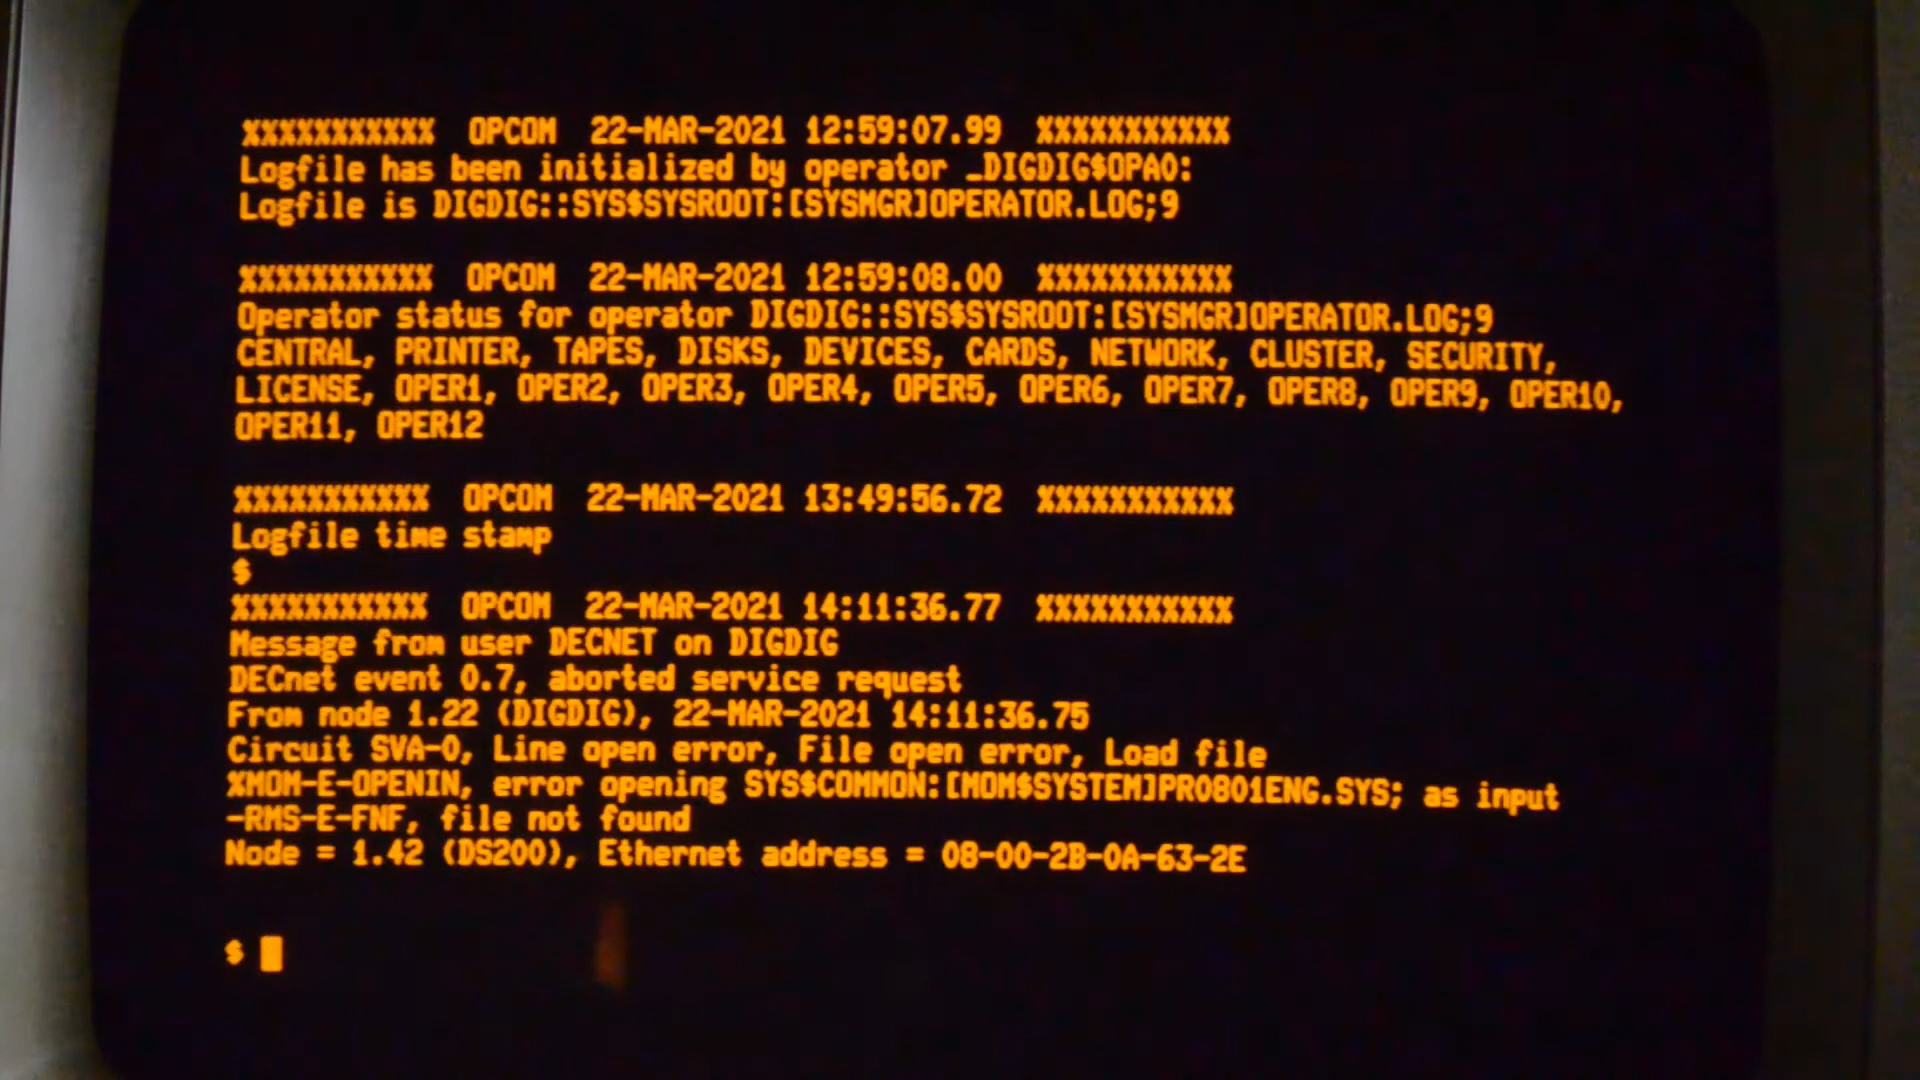 %%%%%%%%%%%  OPCOM  22-MAR-2021 12:59:07.99  %%%%%%%%%%%
Logfile has been initialized by operator _DIGDIG$OPA0:
Logfile is DIGDIG::SYS$SYSROOT:[SYSMGR]OPERATOR.LOG;9
%%%%%%%%%%%  OPCOM  22-MAR-2021 12:59:08.00  %%%%%%%%%%%
Operator status for operator DIGDIG::SYS$SYSROOT:[SYSMGR]OPERATOR.LOG;9
CENTRAL, PRINTER, TAPES, DISKS, DEVICES, CARDS, NETWORK, CLUSTER, SECURITY,
LICENSE, OPER1, OPER2, OPER3, OPER4, OPER5, OPER6, OPER7, OPER8, OPER9, OPER10,
OPER11, OPER12
%%%%%%%%%%%  OPCOM  22-MAR-2021 13:49:56.72  %%%%%%%%%%%
Logfile time stamp
$
%%%%%%%%%%%  OPCOM  22-MAR-2021 14:11:36.77  %%%%%%%%%%%
Message from user DECNET on DIGDIG
DECnet event 0.7, aborted service request
From node 1.22 (DIGDIG), 22-MAR-2021 14:11:36.75
Circuit SVA-0, Line open error, File open error, Load file
%MOM-E-OPENIN, error opening SYS$COMMON:[MOM$SYSTEM]PR0801ENG.SYS; as input
-RMS-E-FNF, file not found
Node = 1.42 (DS200), Ethernet address = 08-00-2B-0A-63-2E
$